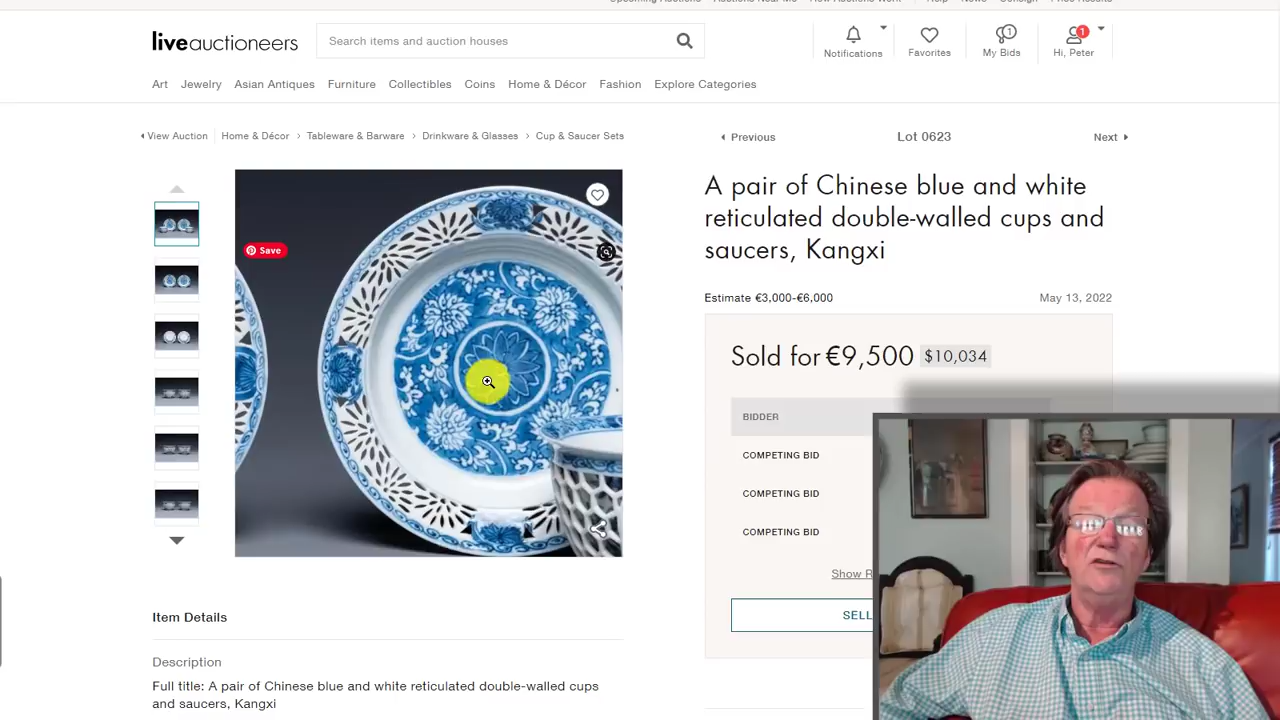 liveauctioneers
Search items and auction houses
Notifications
Favorites
1
My Bids
1
Hi, Peter
Art
Jewelry
Asian Antiques
Furniture
Collectibles
Coins
Home & Décor
Fashion
Explore Categories
View Auction
Home & Décor
Tableware & Barware
Drinkware & Glasses
Cup & Saucer Sets
Previous
Lot 0623
Next
Save
A pair of Chinese blue and white
reticulated double-walled cups and
saucers, Kangxi
Estimate €3,000-€6,000
May 13, 2022
Sold for €9,500 $10,034
BIDDER
COMPETING BID
COMPETING BID
COMPETING BID
Show
SELL
Item Details
Description
Full title: A pair of Chinese blue and white reticulated double-walled cups
and saucers, Kangxi